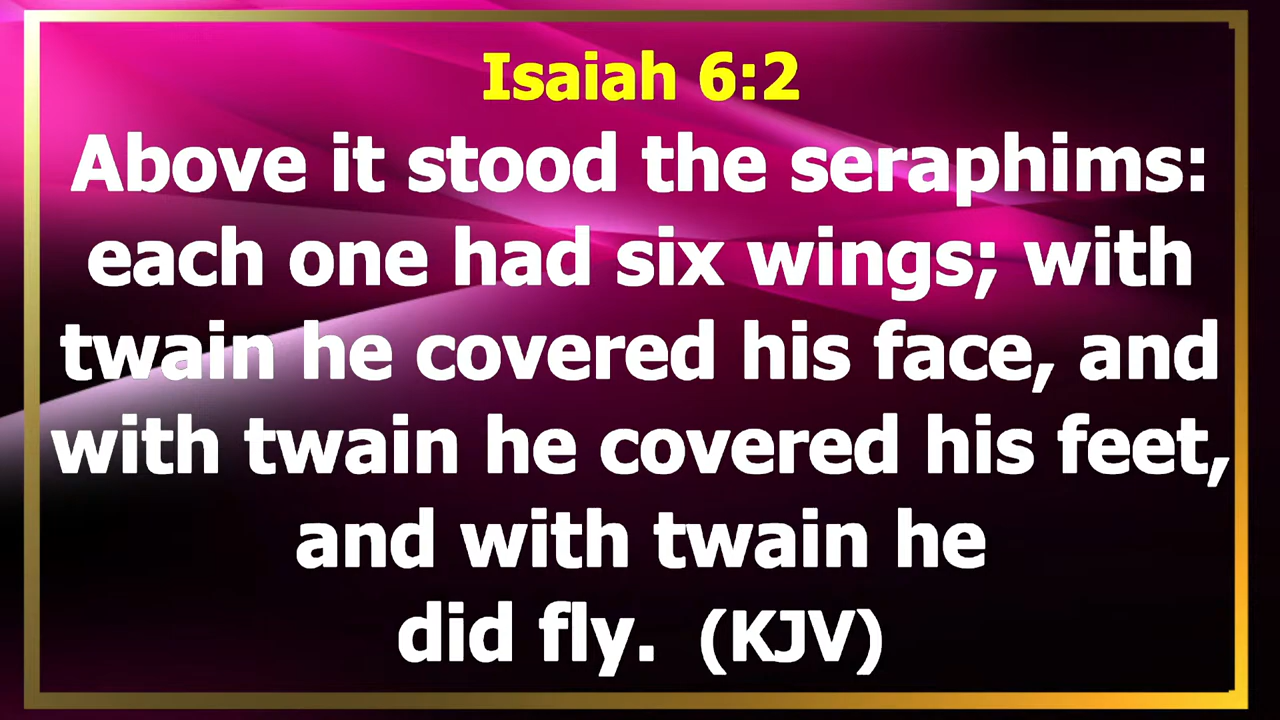 Isaiah 6:2
Above it stood the seraphims:
each one had six wings; with
twain he covered his face, and
with twain he covered his feet,
and with twain he
did fly.  (KJV)